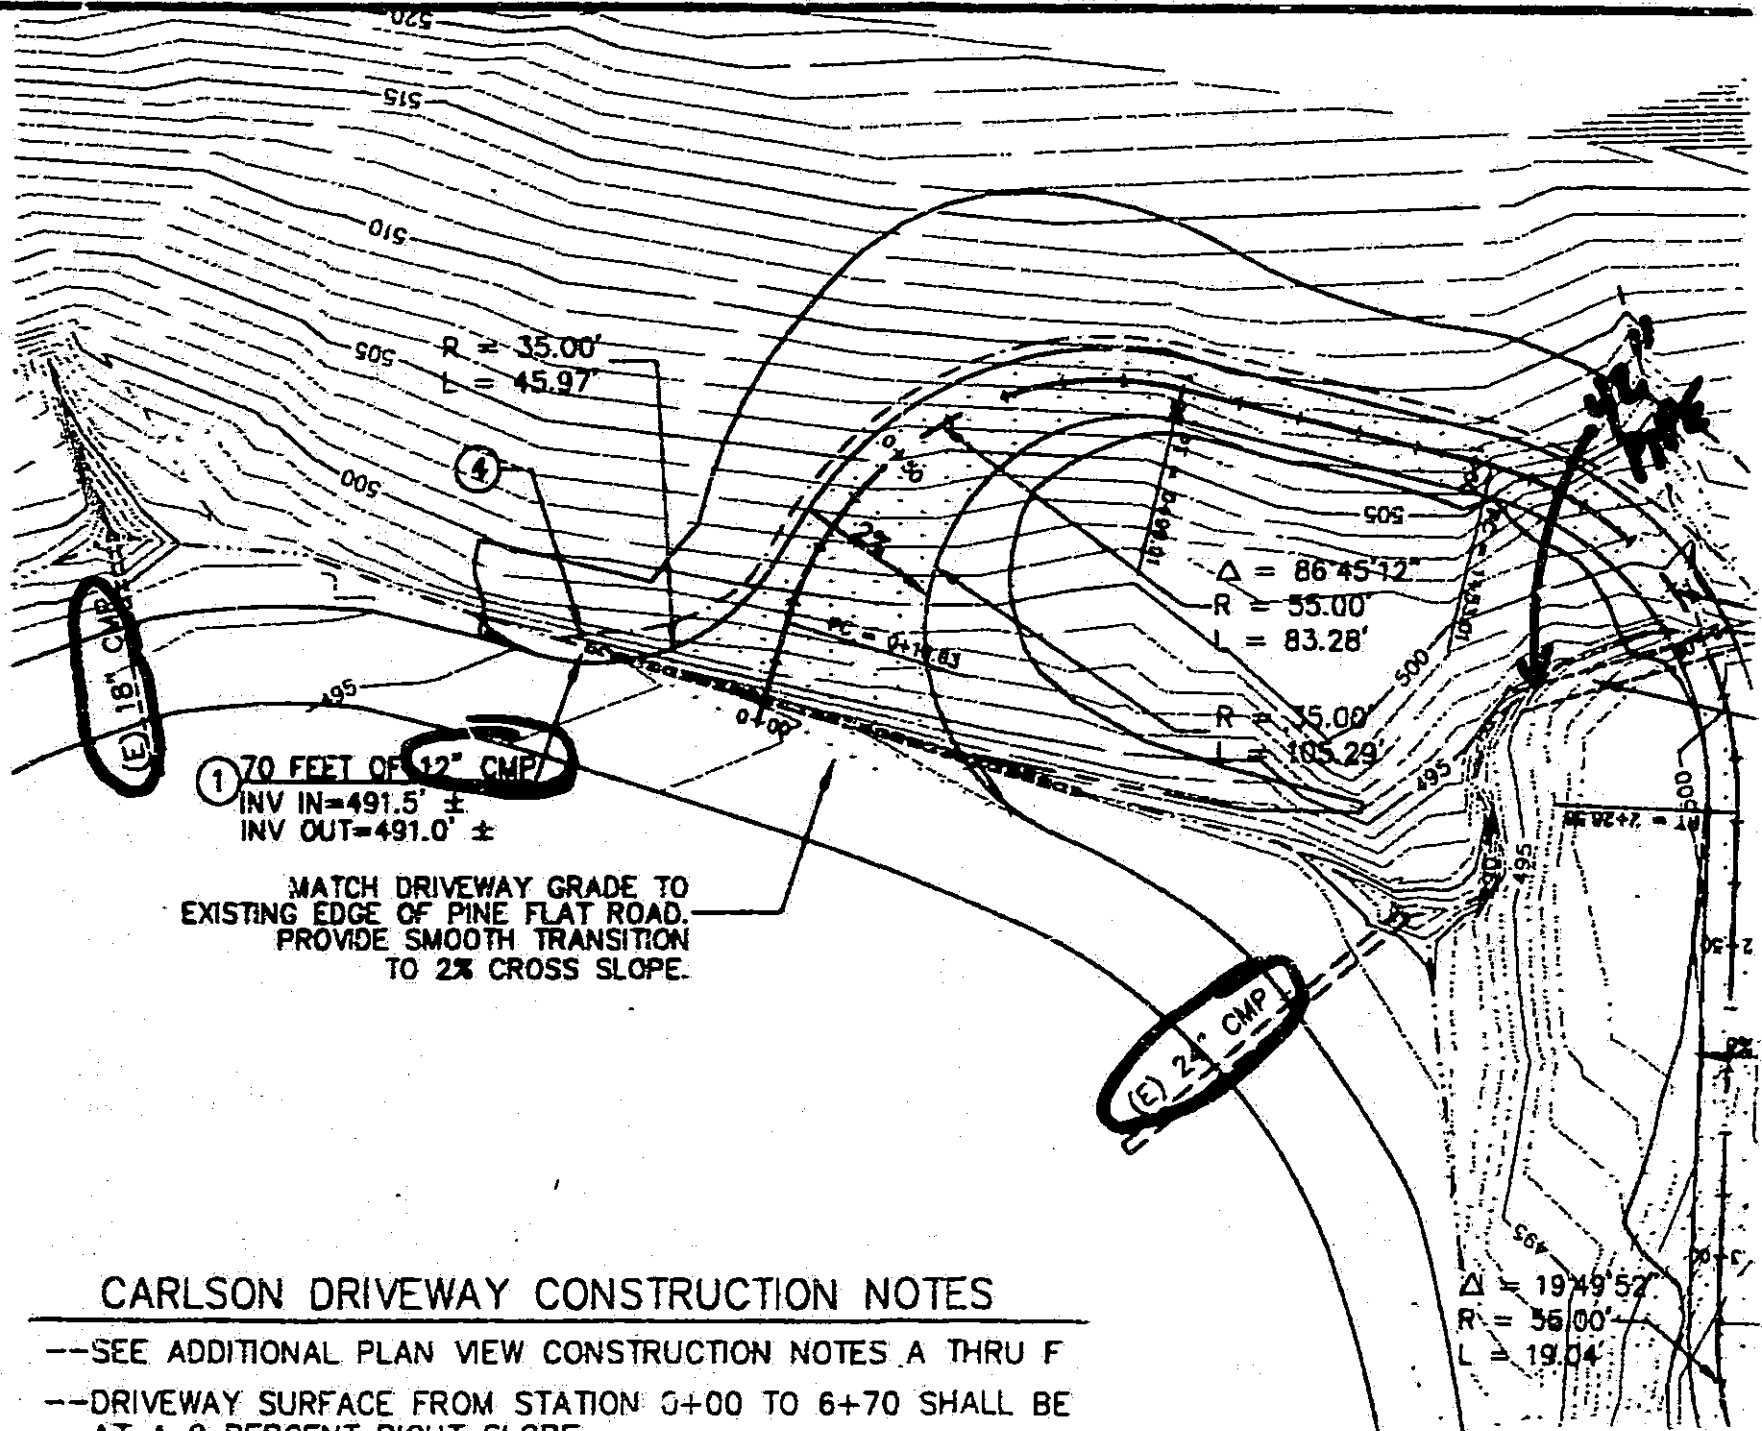 520
515
510
505
R = 35.00'
L = 45.97'
4
500
505
Δ = 86°45'12"
R = 55.00'
L = 83.28'
500
PC = 0+19.83
R = 35.00'
L = 105.29'
495
0+00
495
(E) 18" CMP
1 70 FEET OF 12" CMP
INV IN=491.5' ±
INV OUT=491.0' ±
MATCH DRIVEWAY GRADE TO
EXISTING EDGE OF PINE FLAT ROAD.
PROVIDE SMOOTH TRANSITION
TO 2% CROSS SLOPE.
500
495
490
2+50
(E) 24" CMP
495
Δ = 19°49'52"
R = 55.00'
L = 19.04'
CARLSON DRIVEWAY CONSTRUCTION NOTES
--SEE ADDITIONAL PLAN VIEW CONSTRUCTION NOTES A THRU F
--DRIVEWAY SURFACE FROM STATION 0+00 TO 6+70 SHALL BE